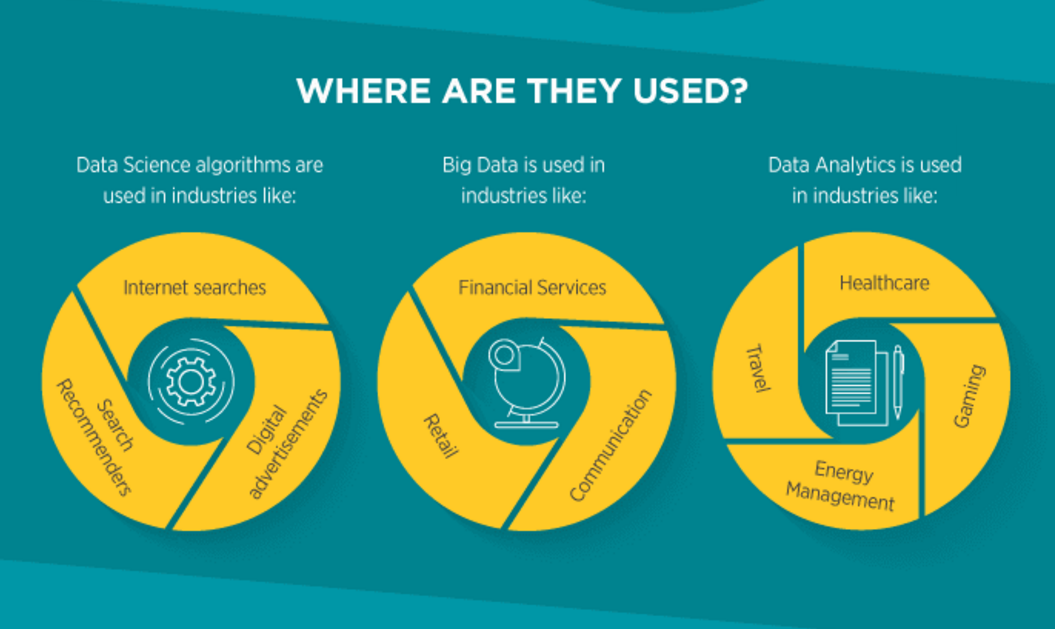 WHERE ARE THEY USED?
Data Science algorithms are
used in industries like:
Internet searches
Search
Recommenders
Digital
advertisements
Big Data is used in
industries like:
Financial Services
Retail
Communication
Data Analytics is used
in industries like:
Healthcare
Travel
Gaming
Energy
Management